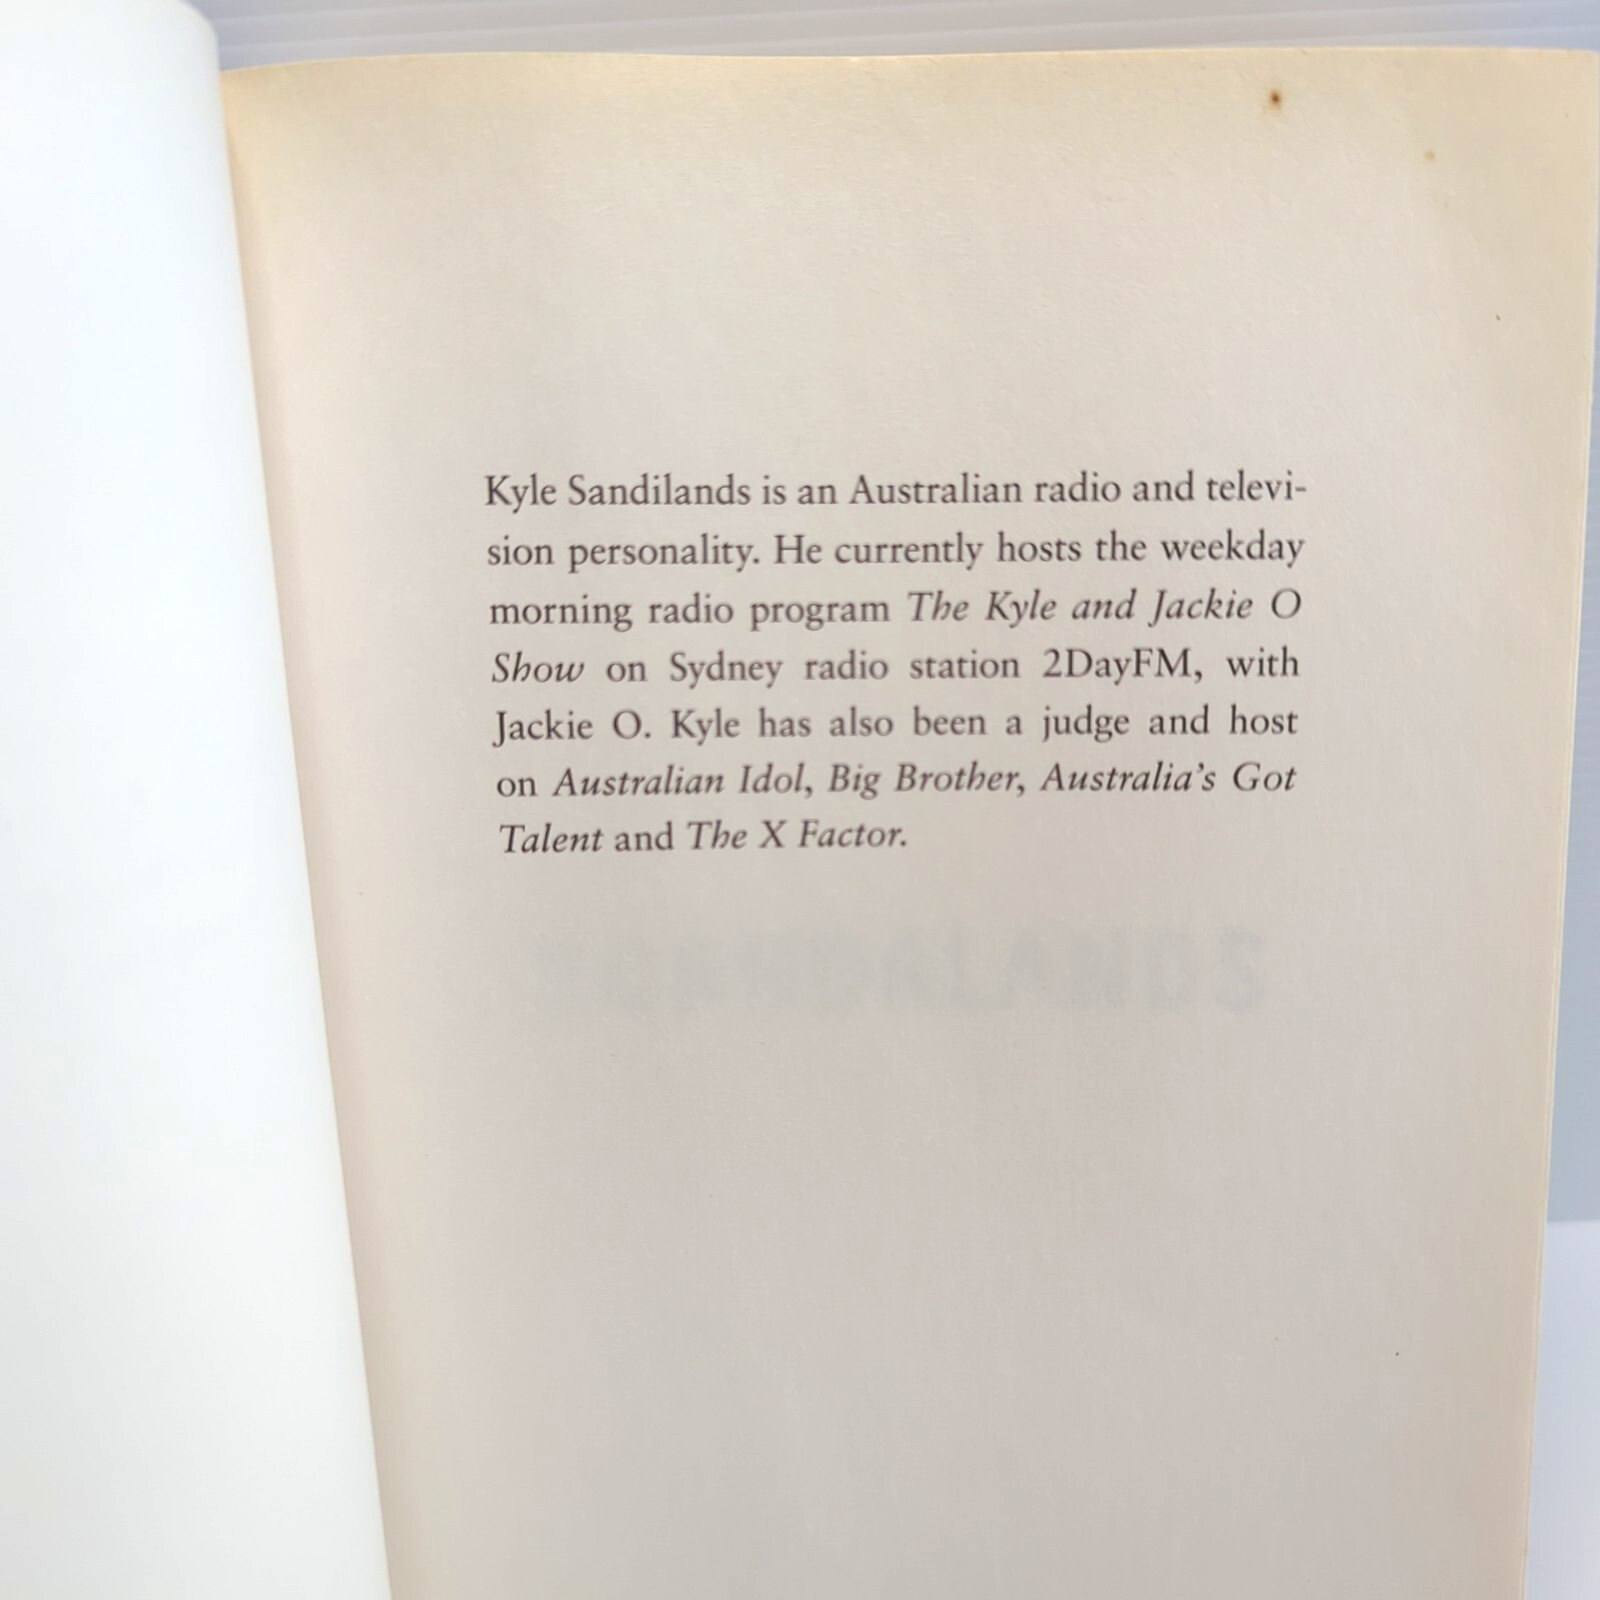 Kyle Sandilands is an Australian radio and televi-
sion personality. He currently hosts the weekday
morning radio program The Kyle and Jackie O
Show on Sydney radio station 2DayFM, with
Jackie O. Kyle has also been a judge and host
on Australian Idol, Big Brother, Australia's Got
Talent and The X Factor.